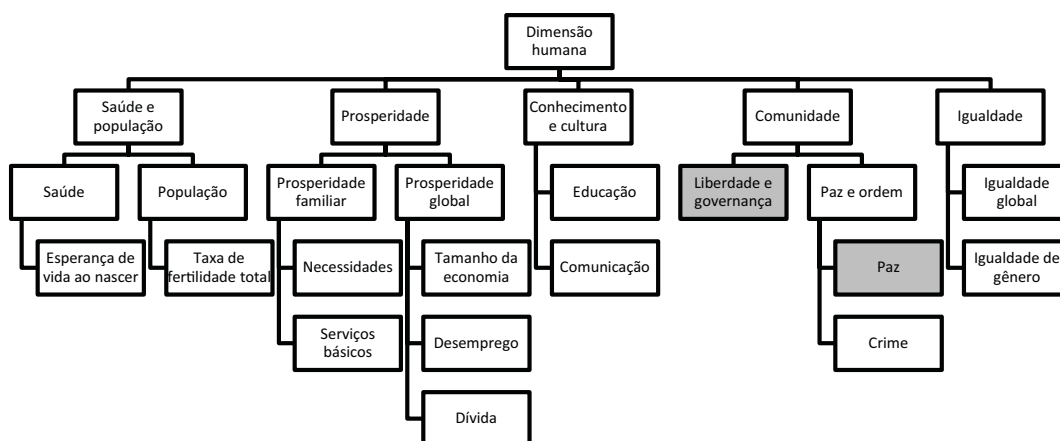 Dimensão
humana
Saúde e
população
Prosperidade
Conhecimento
e cultura
Comunidade
Igualdade
Saúde
População
Prosperidade
familiar
Prosperidade
global
Educação
Liberdade e
governança
Paz e ordem
Igualdade
global
Esperança de
vida ao nascer
Taxa de
fertilidade total
Necessidades
Tamanho da
economia
Comunicação
Paz
Igualdade de
gênero
Serviços
básicos
Desemprego
Crime
Dívida